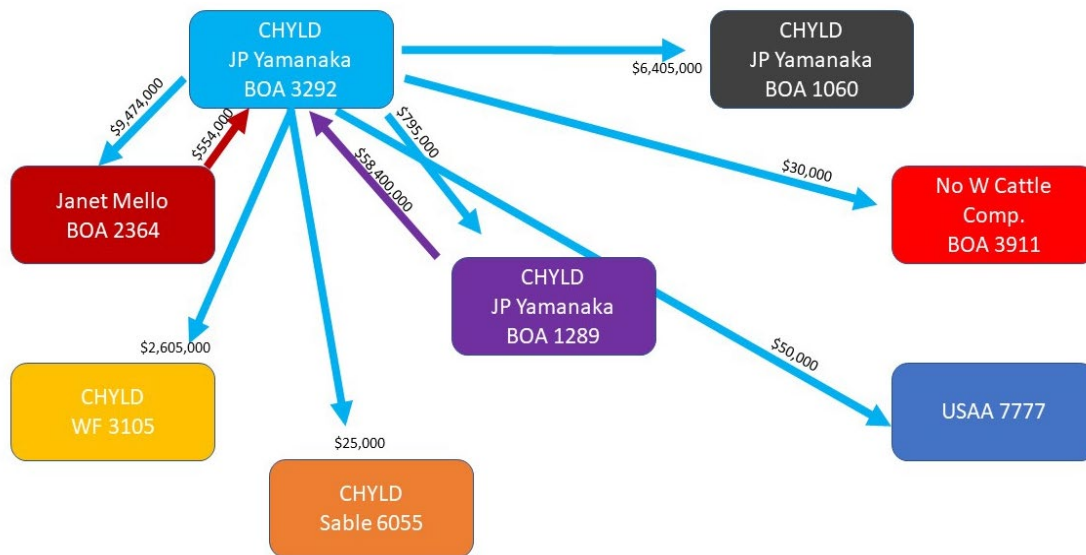 CHYLD
JP Yamanaka
BOA 3292
CHYLD
JP Yamanaka
BOA 1060
$6,405,000
$9,474,000
$554,000
$795,000
$58,400,000
$30,000
Janet Mello
BOA 2364
No W Cattle
Comp.
BOA 3911
CHYLD
JP Yamanaka
BOA 1289
$2,605,000
$50,000
CHYLD
WF 3105
USAA 7777
$25,000
CHYLD
Sable 6055